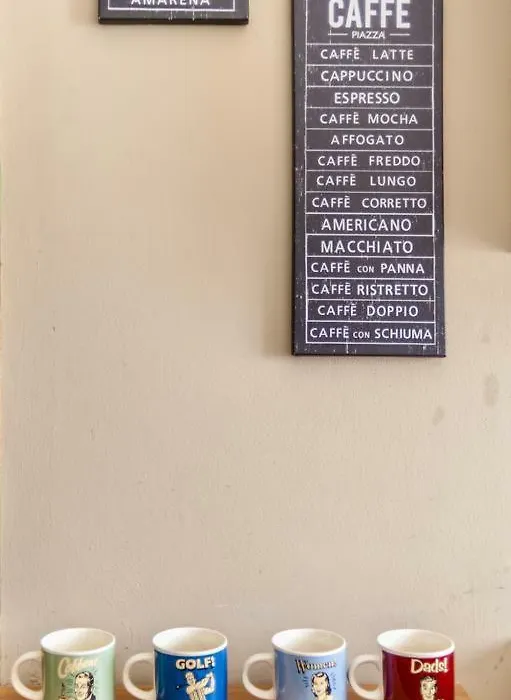 AMARENA
CAFFÈ
PIAZZA
CAFFÈ LATTE
CAPPUCCINO
ESPRESSO
CAFFÈ MOCHA
AFFOGATO
CAFFÈ FREDDO
CAFFÈ LUNGO
CAFFÈ CORRETTO
AMERICANO
MACCHIATO
CAFFÈ CON PANNA
CAFFÈ RISTRETTO
CAFFÈ DOPPIO
CAFFÈ CON SCHIUMA
GOLF!
Dads!